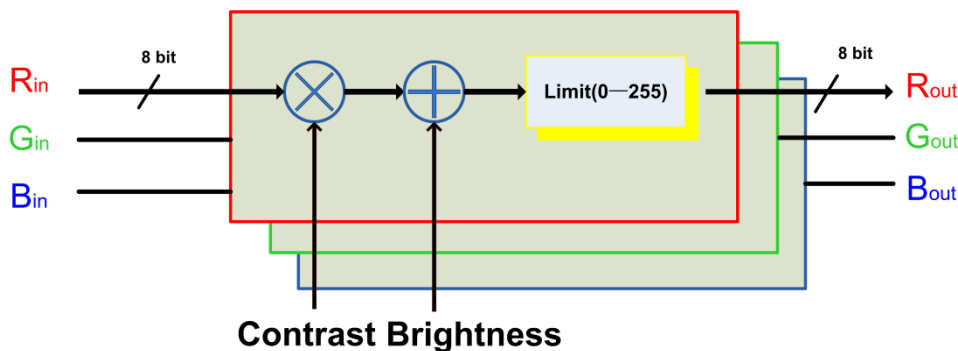 8 bit
8 bit
Rin
Limit(0—255)
Rout
Gin
Gout
Bin
Bout
Contrast Brightness